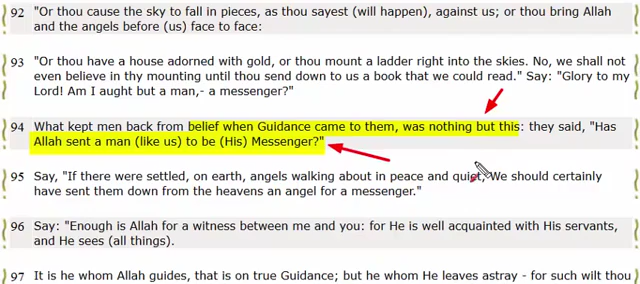 92 "Or thou cause the sky to fall in pieces, as thou sayest (will happen), against us; or thou bring Allah
and the angels before (us) face to face:
93 "Or thou have a house adorned with gold, or thou mount a ladder right into the skies. No, we shall not
even believe in thy mounting until thou send down to us a book that we could read." Say: "Glory to my
Lord! Am I aught but a man,- a messenger?"
94 What kept men back from belief when Guidance came to them, was nothing but this: they said, "Has
Allah sent a man (like us) to be (His) Messenger?"
95 Say, "If there were settled, on earth, angels walking about in peace and quiet, We should certainly
have sent them down from the heavens an angel for a messenger."
96 Say: "Enough is Allah for a witness between me and you: for He is well acquainted with His servants,
and He sees (all things).
97 It is he whom Allah guides, that is on true Guidance; but he whom He leaves astray - for such wilt thou